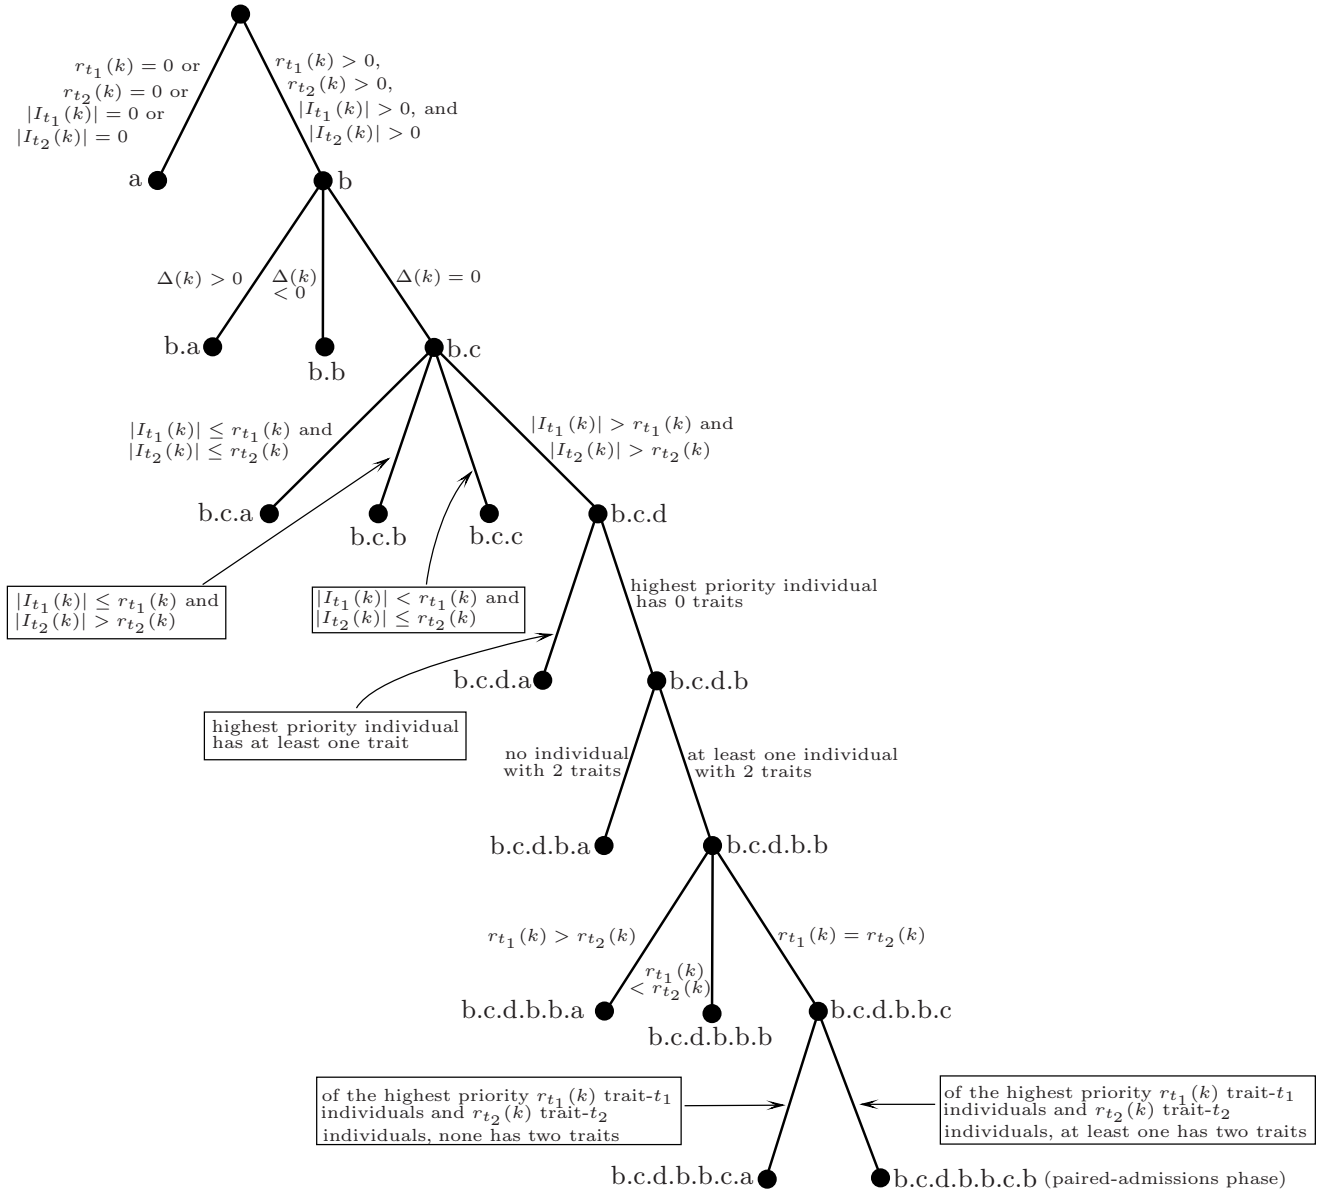 r_{t_1}(k) = 0 or
r_{t_2}(k) = 0 or
|I_{t_1}(k)| = 0 or
|I_{t_2}(k)| = 0
r_{t_1}(k) > 0,
r_{t_2}(k) > 0,
|I_{t_1}(k)| > 0, and
|I_{t_2}(k)| > 0
a
b
Δ(k) > 0
Δ(k)
< 0
Δ(k) = 0
b.a
b.b
b.c
|I_{t_1}(k)| ≤ r_{t_1}(k) and
|I_{t_2}(k)| ≤ r_{t_2}(k)
|I_{t_1}(k)| > r_{t_1}(k) and
|I_{t_2}(k)| > r_{t_2}(k)
b.c.a
b.c.b
b.c.c
b.c.d
|I_{t_1}(k)| ≤ r_{t_1}(k) and
|I_{t_2}(k)| > r_{t_2}(k)
|I_{t_1}(k)| < r_{t_1}(k) and
|I_{t_2}(k)| ≤ r_{t_2}(k)
highest priority individual
has 0 traits
b.c.d.a
b.c.d.b
highest priority individual
has at least one trait
no individual
with 2 traits
at least one individual
with 2 traits
b.c.d.b.a
b.c.d.b.b
r_{t_1}(k) > r_{t_2}(k)
r_{t_1}(k)
< r_{t_2}(k)
r_{t_1}(k) = r_{t_2}(k)
b.c.d.b.b.a
b.c.d.b.b.b
b.c.d.b.b.c
of the highest priority r_{t_1}(k) trait-t_1
individuals and r_{t_2}(k) trait-t_2
individuals, none has two traits
of the highest priority r_{t_1}(k) trait-t_1
individuals and r_{t_2}(k) trait-t_2
individuals, at least one has two traits
b.c.d.b.b.c.a
b.c.d.b.b.c.b (paired-admissions phase)